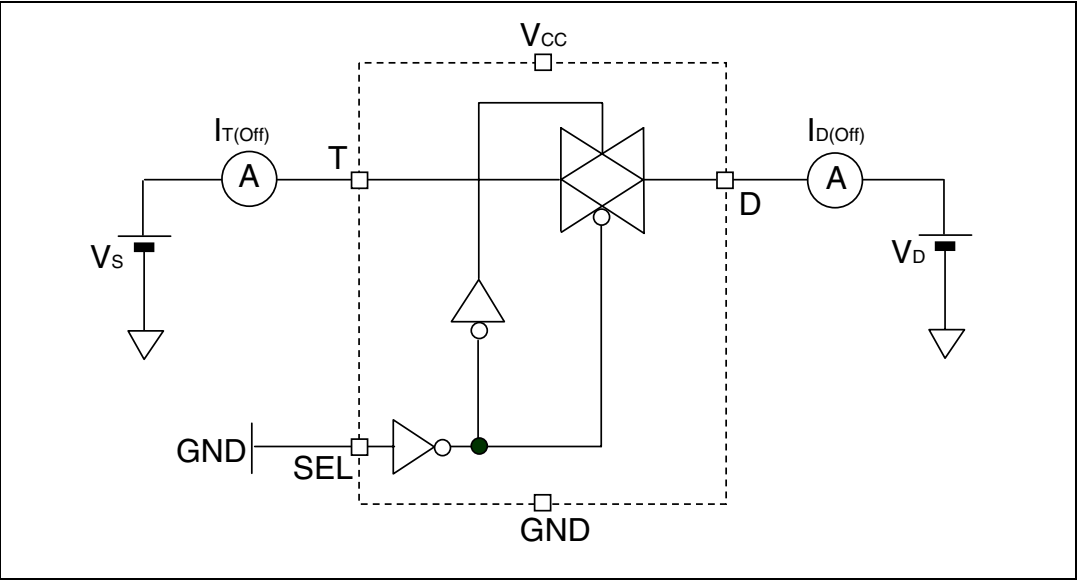 VCC
IT(Off)
ID(Off)
T
A
A
D
VS
VD
GND
SEL
GND